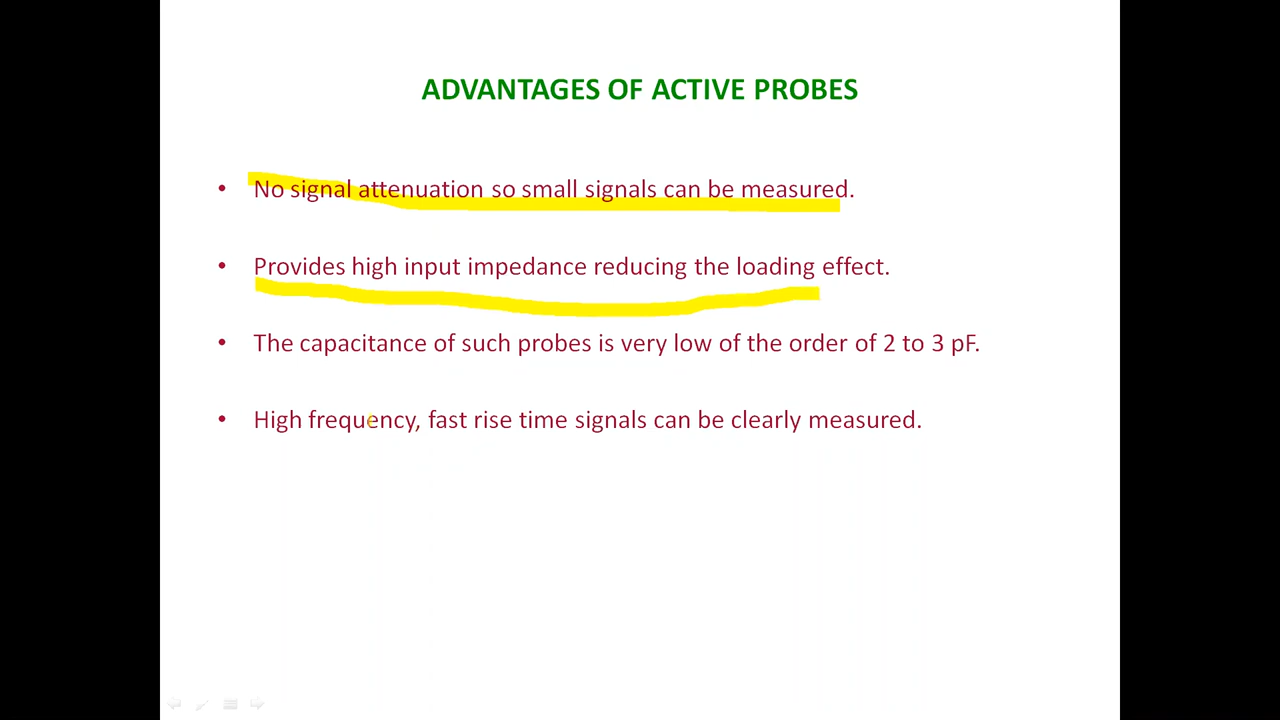 ADVANTAGES OF ACTIVE PROBES
• No signal attenuation so small signals can be measured.
• Provides high input impedance reducing the loading effect.
• The capacitance of such probes is very low of the order of 2 to 3 pF.
• High frequency, fast rise time signals can be clearly measured.